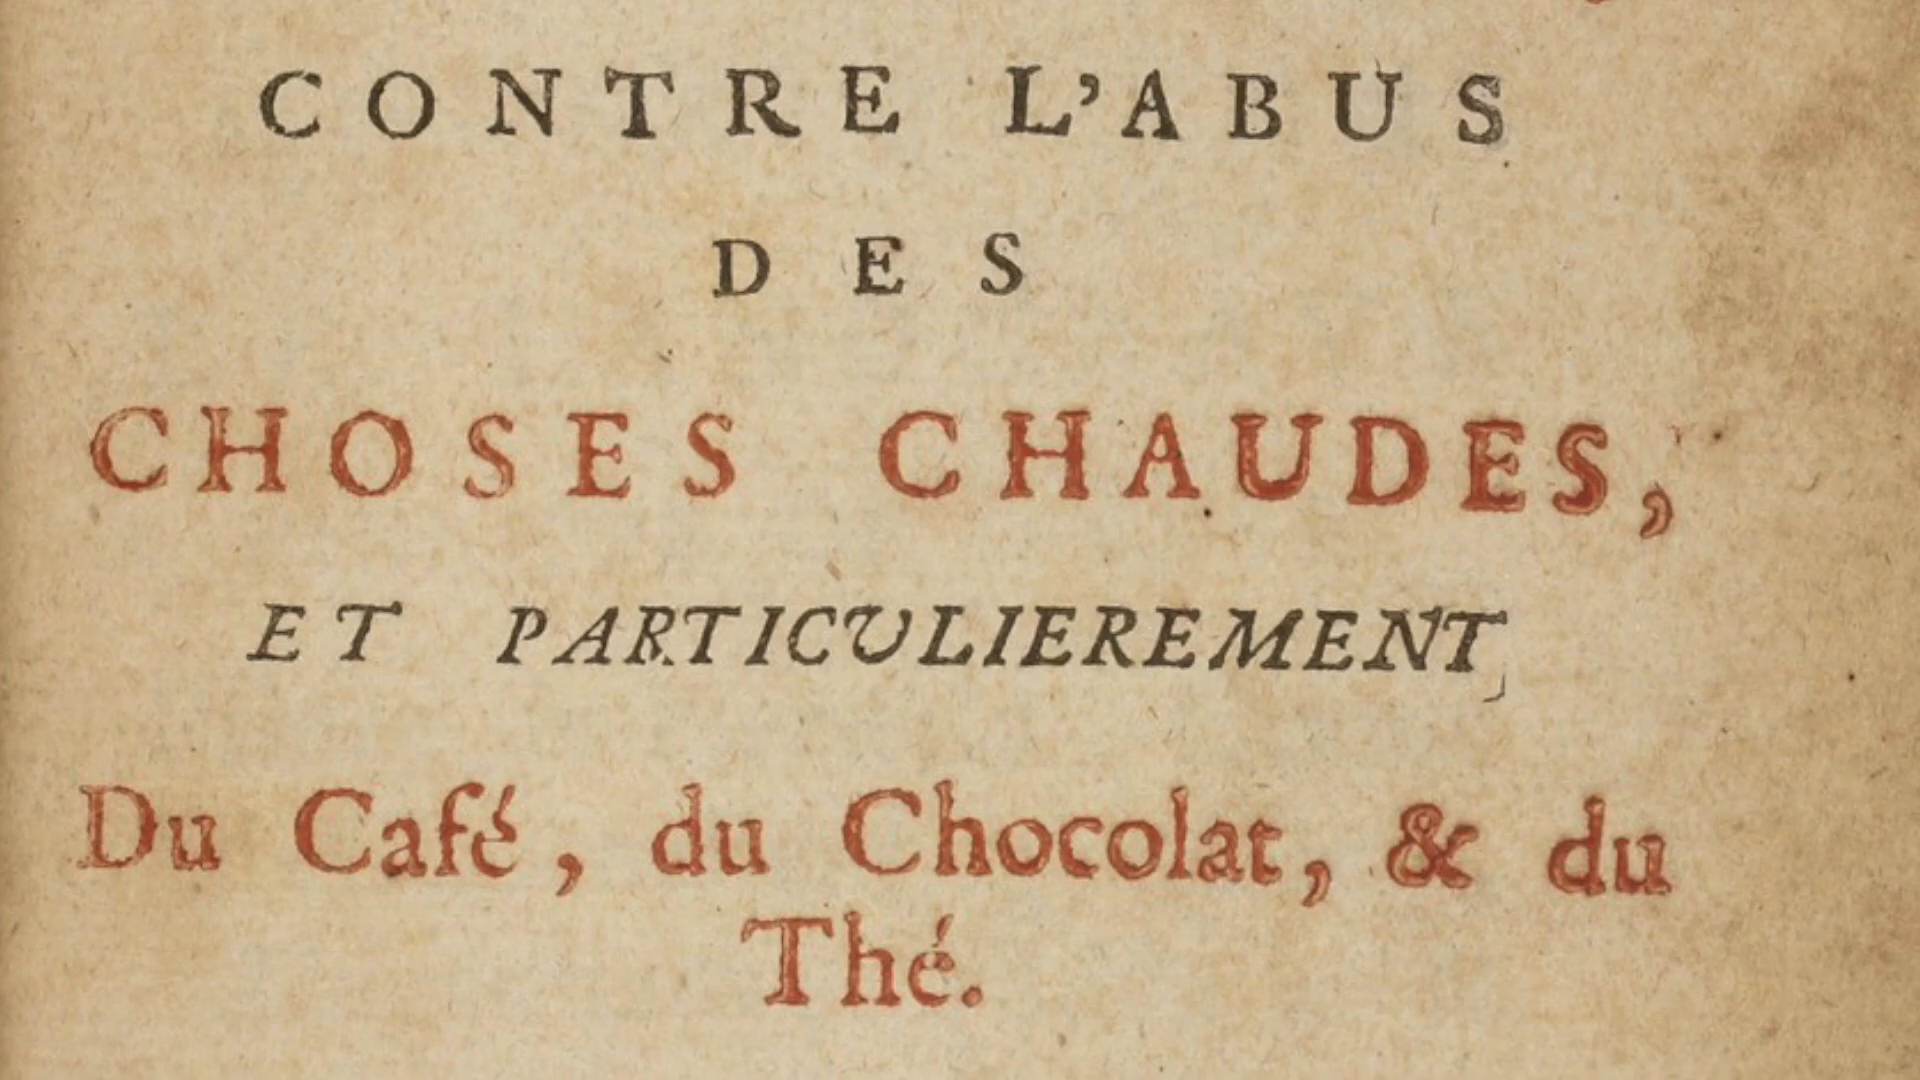 CONTRE L'ABUS
DES
CHOSES CHAUDES,
ET PARTICULIEREMENT,
Du Café, du Chocolat, & du
Thé.